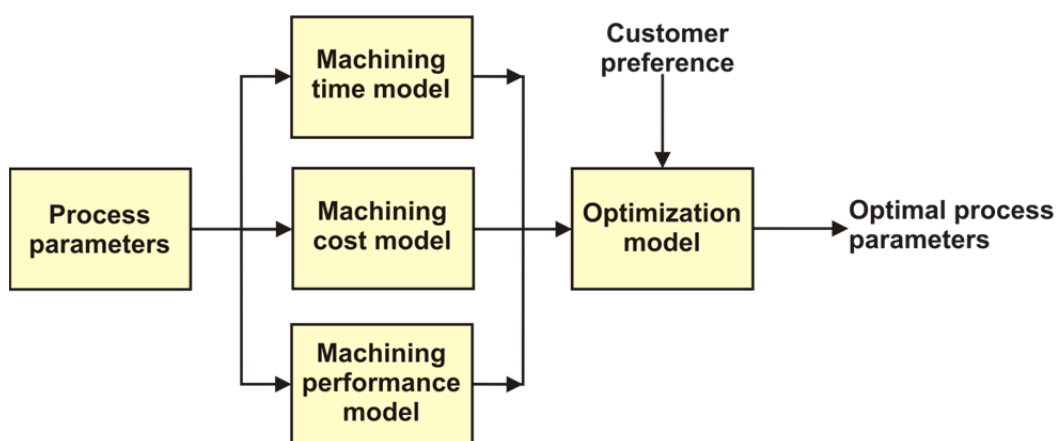 Process
parameters
Machining
time model
Machining
cost model
Machining
performance
model
Customer
preference
Optimization
model
Optimal process
parameters